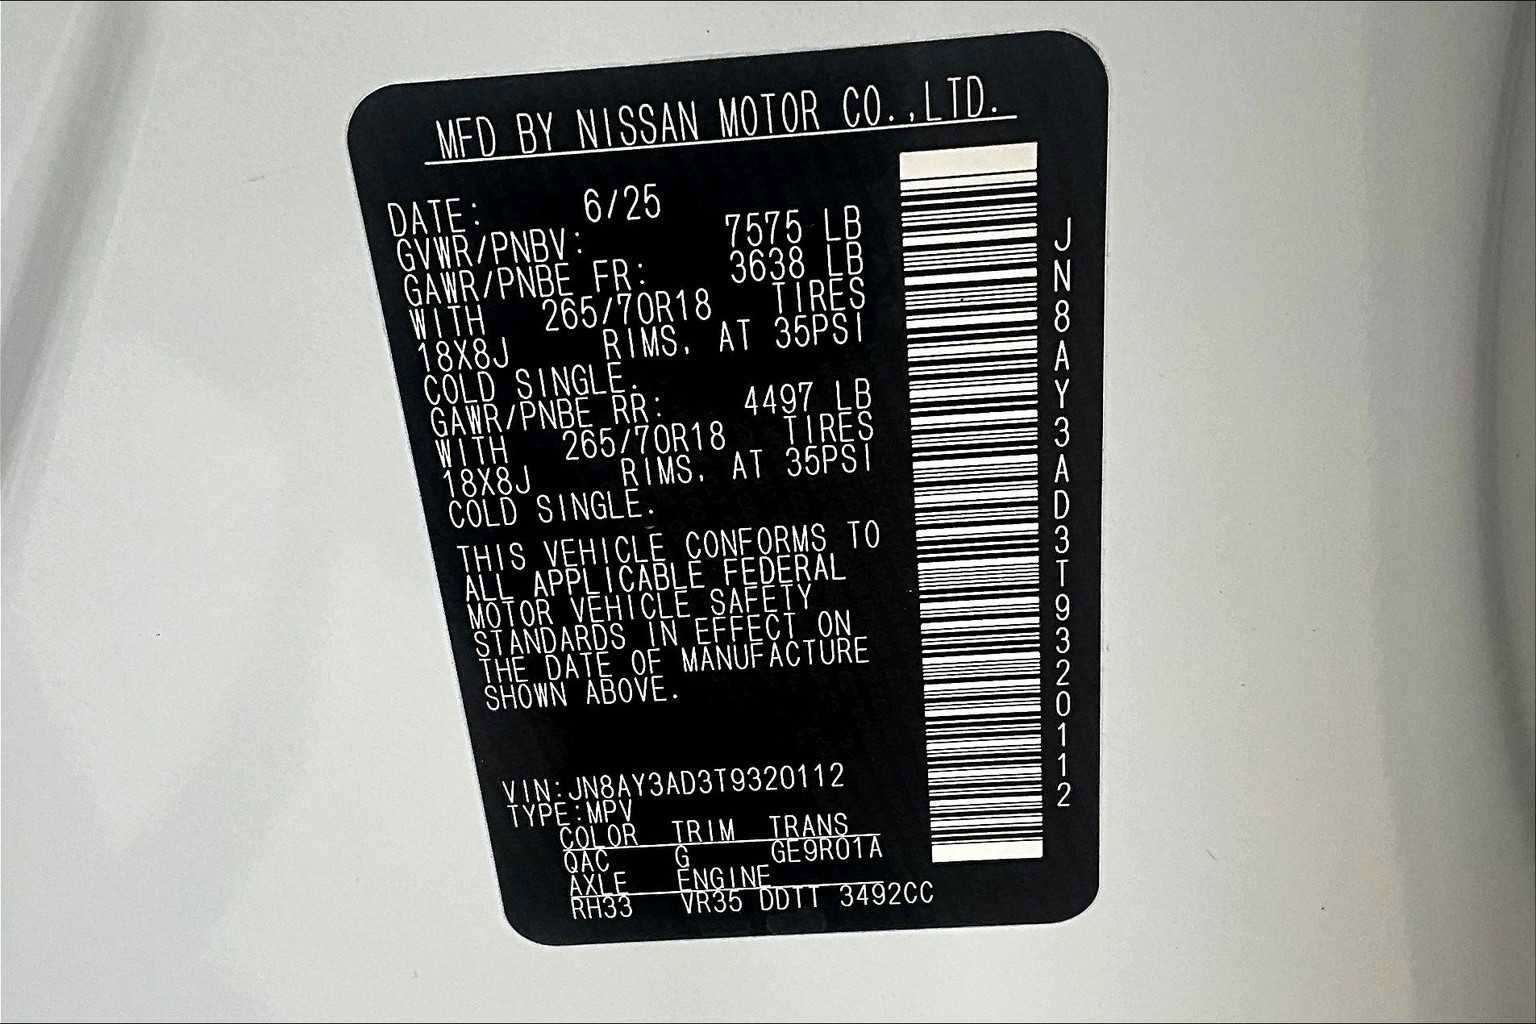 MFD BY NISSAN MOTOR CO.,LTD.
DATE: 6/25
GVWR/PNBV: 7575 LB
GAWR/PNBE FR: 3638 LB
WITH 265/70R18 TIRES
18X8J RIMS, AT 35PSI
COLD SINGLE.
GAWR/PNBE RR: 4497 LB
WITH 265/70R18 TIRES
18X8J RIMS, AT 35PSI
COLD SINGLE.
THIS VEHICLE CONFORMS TO
ALL APPLICABLE FEDERAL
MOTOR VEHICLE SAFETY
STANDARDS IN EFFECT ON
THE DATE OF MANUFACTURE
SHOWN ABOVE.
VIN:JN8AY3AD3T9320112
TYPE:MPV
COLOR TRIM TRANS
QAC G GE9R01A
AXLE ENGINE
RH33 VR35 DDTT 3492CC
JN8AY3AD3T9320112